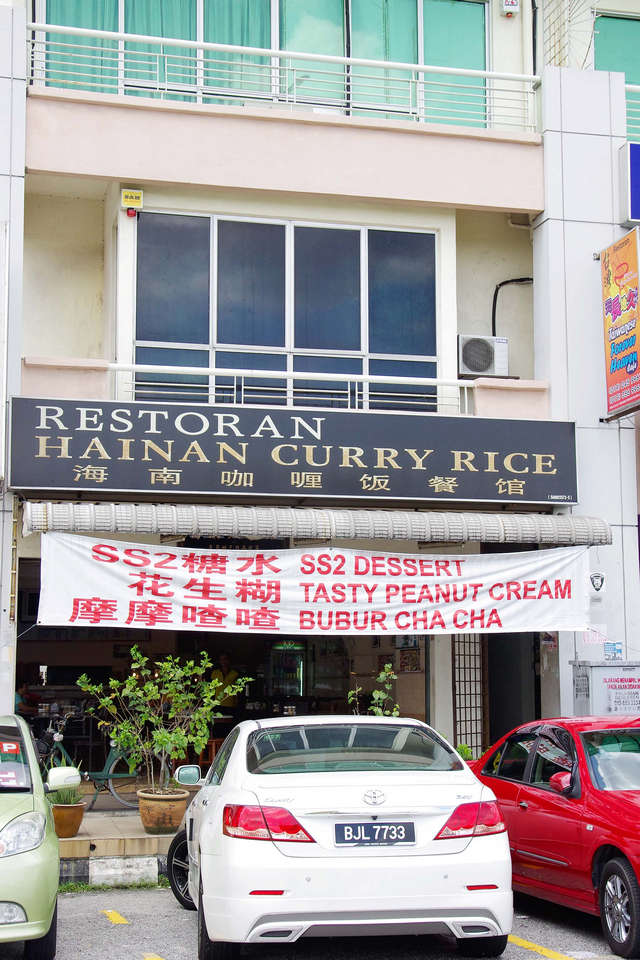 RESTORAN
HAINAN CURRY RICE
海南咖喱饭餐馆
SS2糖水 SS2 DESSERT
花生糊 TASTY PEANUT CREAM
摩摩喳喳 BUBUR CHA CHA
Taiwanese
BJL 7733
P